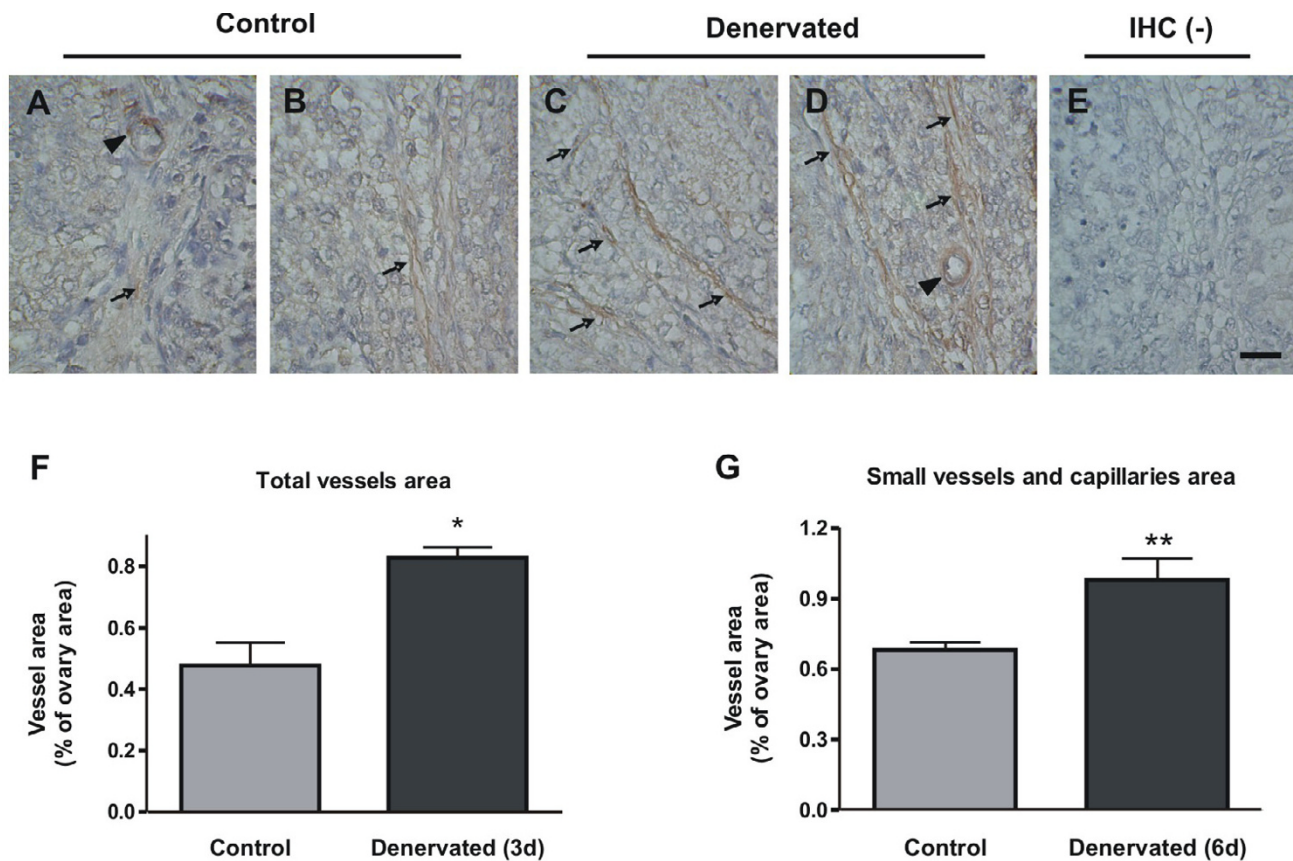 Control
Denervated
IHC (-)
A
B
C
D
E
F
Total vessels area
*
Vessel area
(% of ovary area)
0.8
0.6
0.4
0.2
0.0
Control
Denervated (3d)
G
Small vessels and capillaries area
**
Vessel area
(% of ovary area)
1.2
0.9
0.6
0.3
0.0
Control
Denervated (6d)